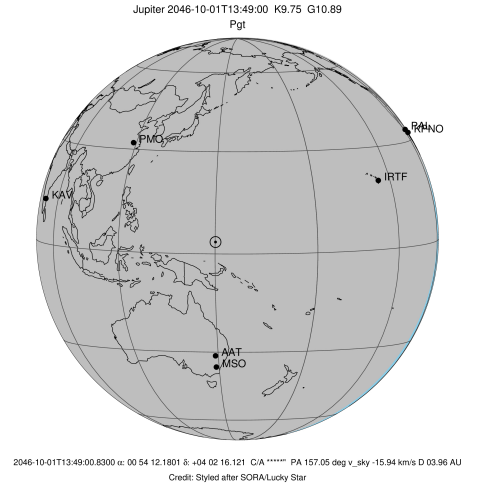 Jupiter 2046-10-01T13:49:00 K9.75 G10.89
Pgt
PAL
KPNO
PMO
IRTF
KAV
AAT
MSO
2046-10-01T13:49:00.8300 α: 00 54 12.1801 δ: +04 02 16.121 C/A *****" PA 157.05 deg v_sky -15.94 km/s D 03.96 AU
Credit: Styled after SORA/Lucky Star